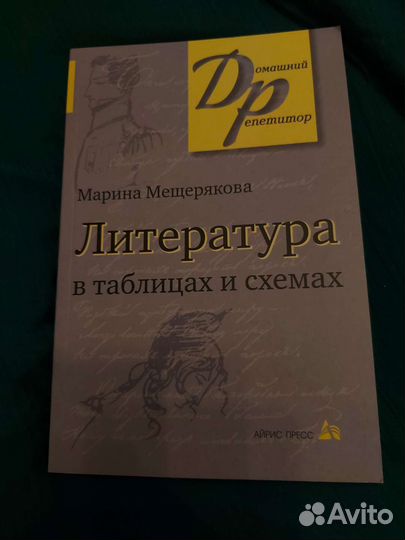 Домашний
Репетитор
Марина Мещерякова
Литература
в таблицах и схемах
АЙРИС ПРЕСС
Avito